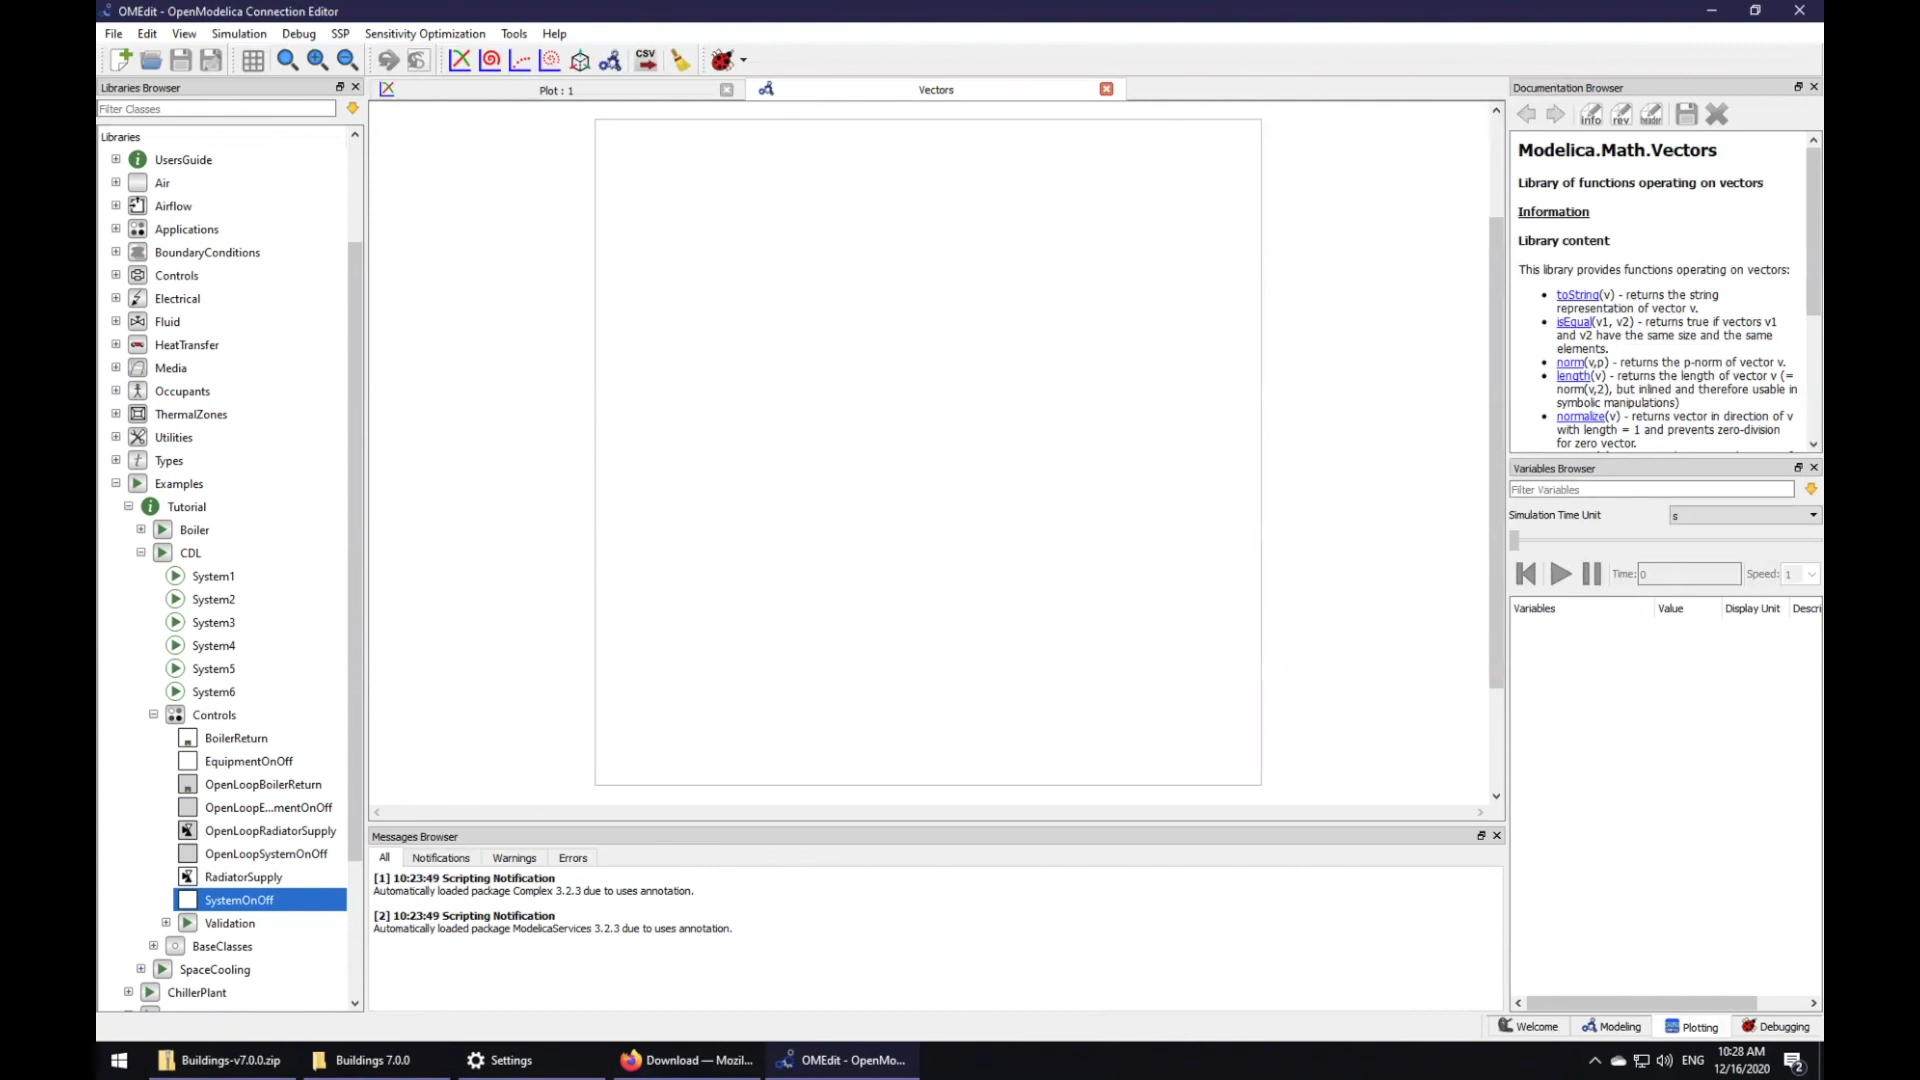 OMEdit - OpenModelica Connection Editor
File Edit View Simulation Debug SSP Sensitivity Optimization Tools Help
CSV
Libraries Browser
Filter Classes
Libraries
UsersGuide
Air
Airflow
Applications
BoundaryConditions
Controls
Electrical
Fluid
HeatTransfer
Media
Occupants
ThermalZones
Utilities
Types
Examples
Tutorial
Boiler
CDL
System1
System2
System3
System4
System5
System6
Controls
BoilerReturn
EquipmentOnOff
OpenLoopBoilerReturn
OpenLoopE...mentOnOff
OpenLoopRadiatorSupply
OpenLoopSystemOnOff
RadiatorSupply
SystemOnOff
Validation
BaseClasses
SpaceCooling
ChillerPlant
Plot : 1
Vectors
Messages Browser
All Notifications Warnings Errors
[1] 10:23:49 Scripting Notification
Automatically loaded package Complex 3.2.3 due to uses annotation.
[2] 10:23:49 Scripting Notification
Automatically loaded package ModelicaServices 3.2.3 due to uses annotation.
Documentation Browser
info rev header
Modelica.Math.Vectors
Library of functions operating on vectors
Information
Library content
This library provides functions operating on vectors:
• toString(v) - returns the string
representation of vector v.
• isEqual(v1, v2) - returns true if vectors v1
and v2 have the same size and the same
elements.
• norm(v,p) - returns the p-norm of vector v.
• length(v) - returns the length of vector v (=
norm(v,2), but inlined and therefore usable in
symbolic manipulations)
• normalize(v) - returns vector in direction of v
with length = 1 and prevents zero-division
for zero vector.
Variables Browser
Filter Variables
Simulation Time Unit s
Time: 0 Speed: 1
Variables Value Display Unit Descri
Welcome Modeling Plotting Debugging
Buildings-v7.0.0.zip Buildings 7.0.0 Settings Download — Mozil... OMEdit - OpenMo...
ENG
10:28 AM
12/16/2020
2